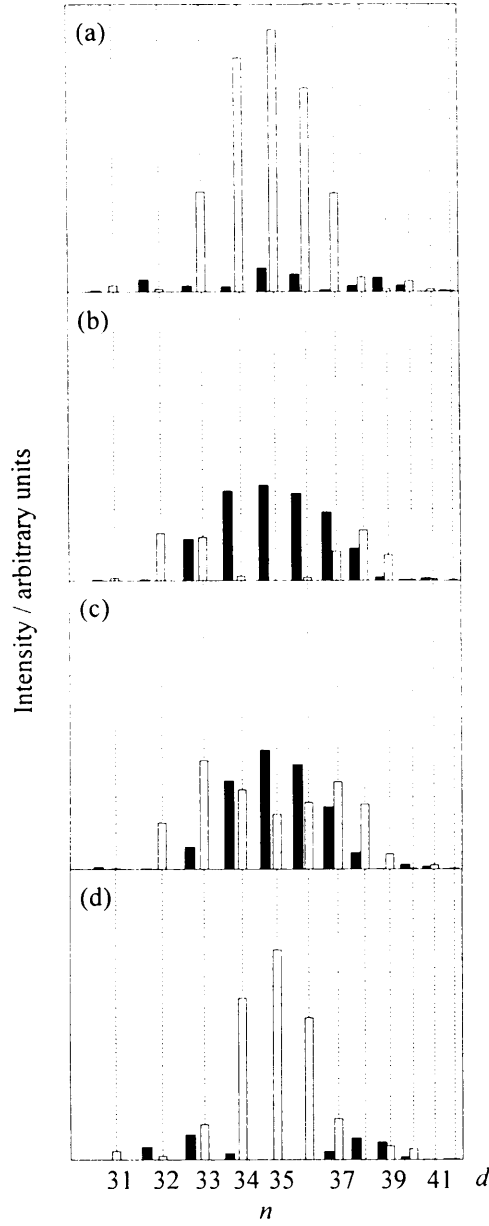 (a)
(b)
(c)
(d)
Intensity / arbitrary units
31 32 33 34 35 37 39 41 d
n